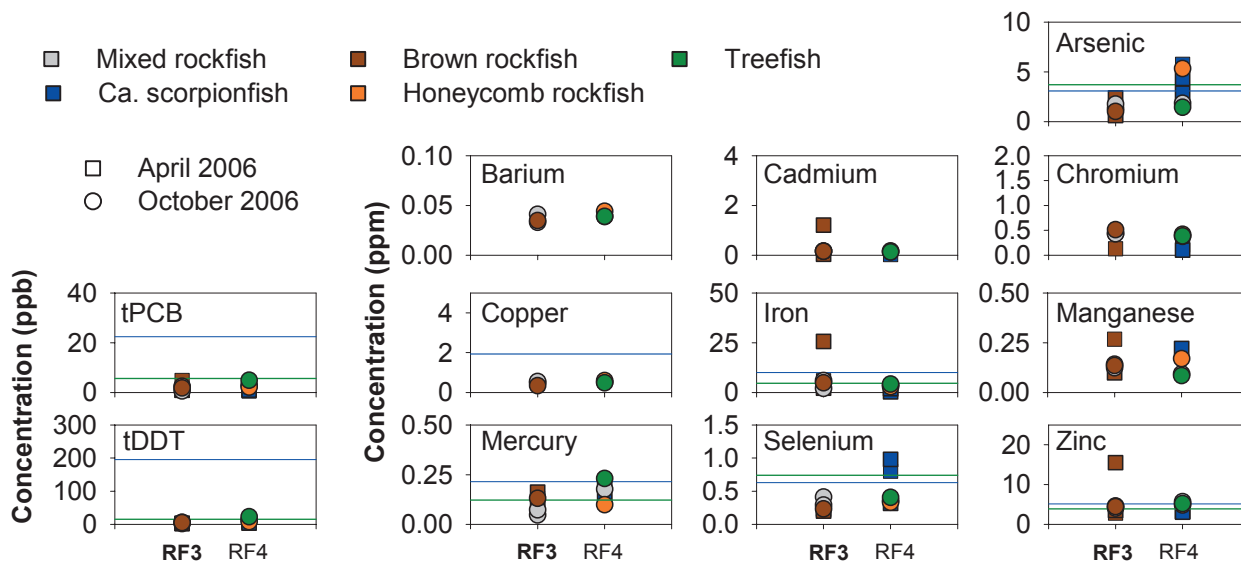 Mixed rockfish
Brown rockfish
Treefish
Ca. scorpionfish
Honeycomb rockfish
April 2006
October 2006
Arsenic
10
5
0
Concentration (ppm)
Barium
0.10
0.05
0.00
Cadmium
4
2
0
Chromium
2.0
1.5
1.0
0.5
0.0
Concentration (ppb)
tPCB
40
20
0
Copper
4
2
0
Iron
50
25
0
Manganese
0.50
0.25
0.00
tDDT
300
200
100
0
RF3
RF4
Mercury
0.50
0.25
0.00
RF3
RF4
Selenium
1.5
1.0
0.5
0.0
RF3
RF4
Zinc
20
10
0
RF3
RF4